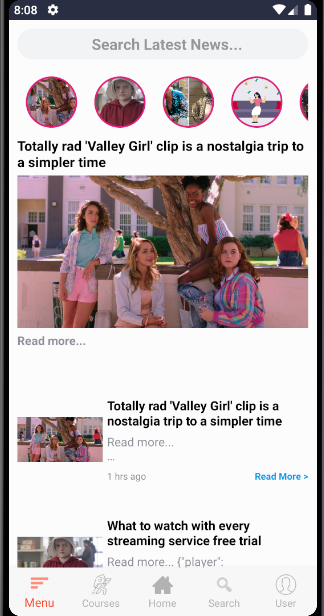 8:08
Search Latest News...
Totally rad 'Valley Girl' clip is a nostalgia trip to
a simpler time
Read more...
Totally rad 'Valley Girl' clip is a
nostalgia trip to a simpler time
Read more...
...
1 hrs ago
Read More >
What to watch with every
streaming service free trial
Read more... {"player":
Menu
Courses
Home
Search
User